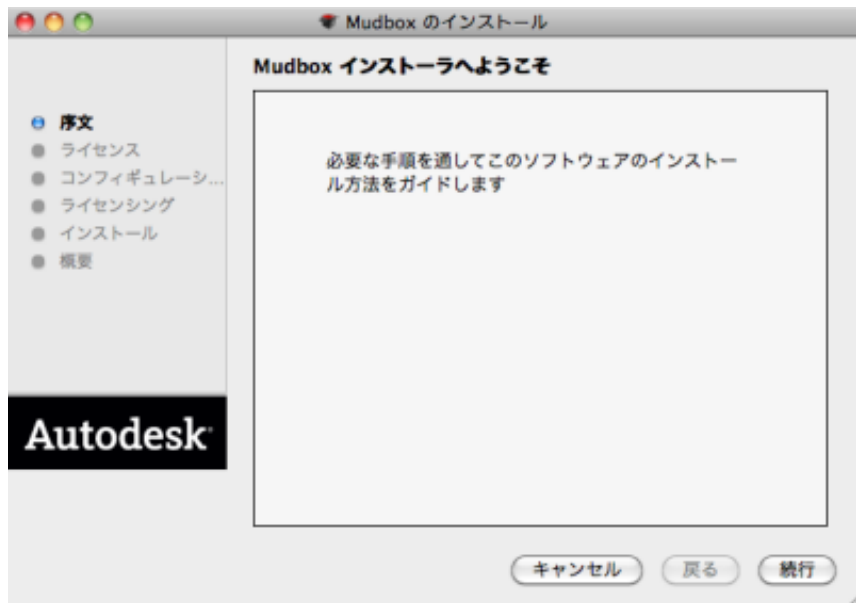 Mudbox のインストール
Mudbox インストーラへようこそ
序文
ライセンス
コンフィギュレーシ...
ライセンシング
インストール
概要
必要な手順を通してこのソフトウェアのインストー
ル方法をガイドします
Autodesk
キャンセル
戻る
続行